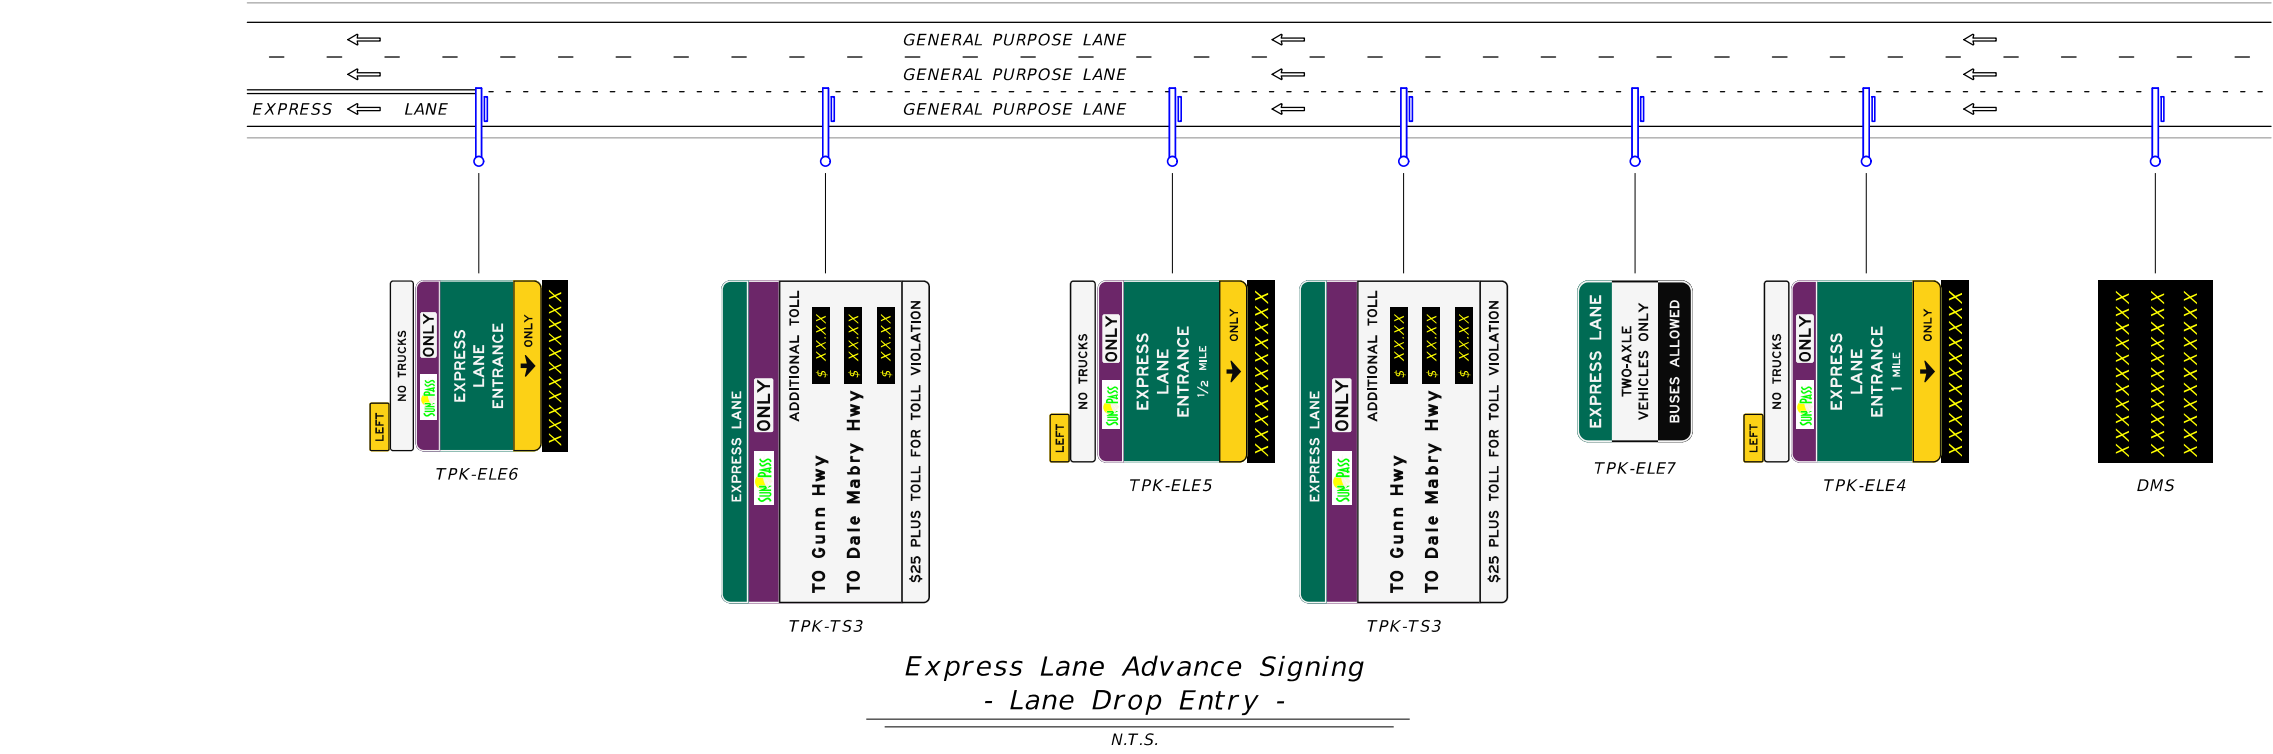 GENERAL PURPOSE LANE
GENERAL PURPOSE LANE
EXPRESS LANE
GENERAL PURPOSE LANE
LEFT
NO TRUCKS
SUNPASS ONLY
EXPRESS
LANE
ENTRANCE
ONLY
XXXXXXXXXXX
TPK-ELE6
EXPRESS LANE
SUNPASS ONLY
ADDITIONAL TOLL
TO Gunn Hwy $ XX.XX
TO Dale Mabry Hwy $ XX.XX
$ XX.XX
$25 PLUS TOLL FOR TOLL VIOLATION
TPK-TS3
LEFT
NO TRUCKS
SUNPASS ONLY
EXPRESS
LANE
ENTRANCE
1/2 MILE
ONLY
XXXXXXXXXXXX
TPK-ELE5
EXPRESS LANE
SUNPASS ONLY
ADDITIONAL TOLL
TO Gunn Hwy $ XX.XX
TO Dale Mabry Hwy $ XX.XX
$ XX.XX
$25 PLUS TOLL FOR TOLL VIOLATION
TPK-TS3
EXPRESS LANE
TWO-AXLE
VEHICLES ONLY
BUSES ALLOWED
TPK-ELE7
LEFT
NO TRUCKS
SUNPASS ONLY
EXPRESS
LANE
ENTRANCE
1 MILE
ONLY
XXXXXXXXXXXX
TPK-ELE4
XXXXXXXXXXXX
XXXXXXXXXXXX
XXXXXXXXXXXX
DMS
Express Lane Advance Signing
- Lane Drop Entry -
N.T.S.